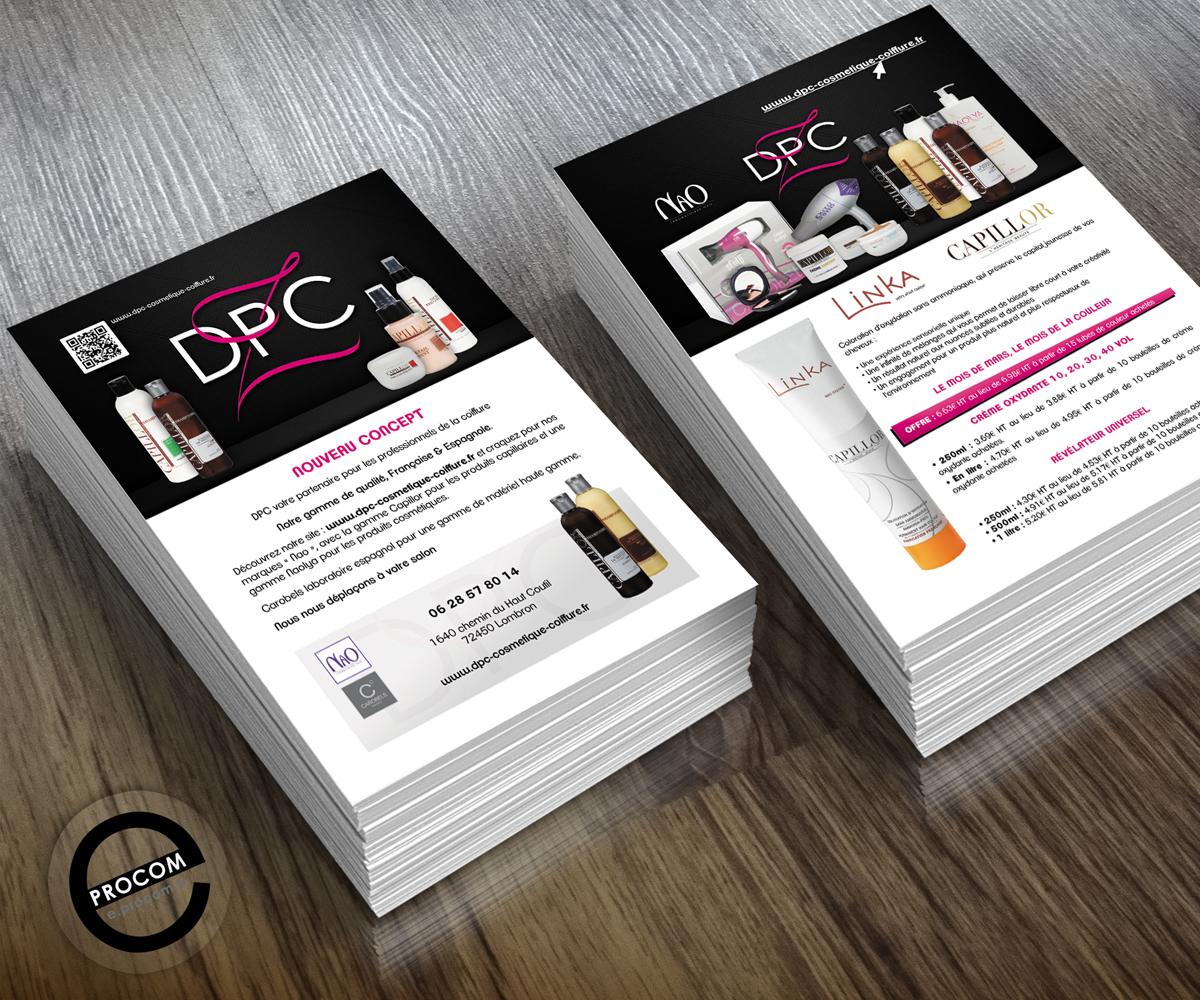 www.dpc-cosmetique-coiffure.fr
DPC
NOUVEAU CONCEPT
DPC votre partenaire pour les professionnels de la coiffure
Notre gamme de qualité, Française & Espagnole.
Découvrez notre site : www.dpc-cosmetique-coiffure.fr et craquez pour nos
marques " Nao ", avec la gamme Capillor pour les produits capillaires et une
gamme Naolya pour les produits cosmétiques.
Carobels laboratoire espagnol pour une gamme de matériel haute gamme.
Nous nous déplaçons à votre salon
06 28 57 80 14
1640 chemin du Haut Coutil
72450 Lombron
www.dpc-cosmetique-coiffure.fr
NAO
C
CAROBELS
CAPILLOR
www.dpc-cosmetique-coiffure.fr
DPC
NAO
CAPILLOR
CAPILLOR
L'HÉRITAGE BEAUTÉ
LINKA
Coloration d'oxydation sans ammoniaque, qui préserve le capital jeunesse de vos
cheveux :
• Une expérience sensorielle unique
• Une infinité de mélanges qui vous permet de laisser libre court à votre créativité
• Un résultat naturel aux nuances subtiles et durables
• Un engagement pour un produit plus naturel et plus respectueux de
l'environnement
LE MOIS DE MARS, LE MOIS DE LA COULEUR
OFFRE : 6.63€ HT au lieu de 6.98€ HT à partir de 15 tubes de couleur achetés
CRÈME OXYDANTE 10, 20, 30, 40 VOL
• 250ml : 3.69€ HT au lieu de 3.88€ HT à partir de 10 bouteilles de crème
oxydante achetées.
• En litre : 4.70€ HT au lieu de 4.95€ HT à partir de 10 bouteilles de
oxydante achetées
RÉVÉLATEUR UNIVERSEL
• 250ml : 4.30€ HT au lieu de 4.53€ HT à partir de 10 bouteilles
• 500ml : 4.91€ HT au lieu de 5.17€ HT à partir de 10 bouteilles
• 1 litre : 5.20€ HT au lieu de 5.81 HT à partir de 10 bouteilles
LINKA
CAPILLOR
PROCOM
e.procom